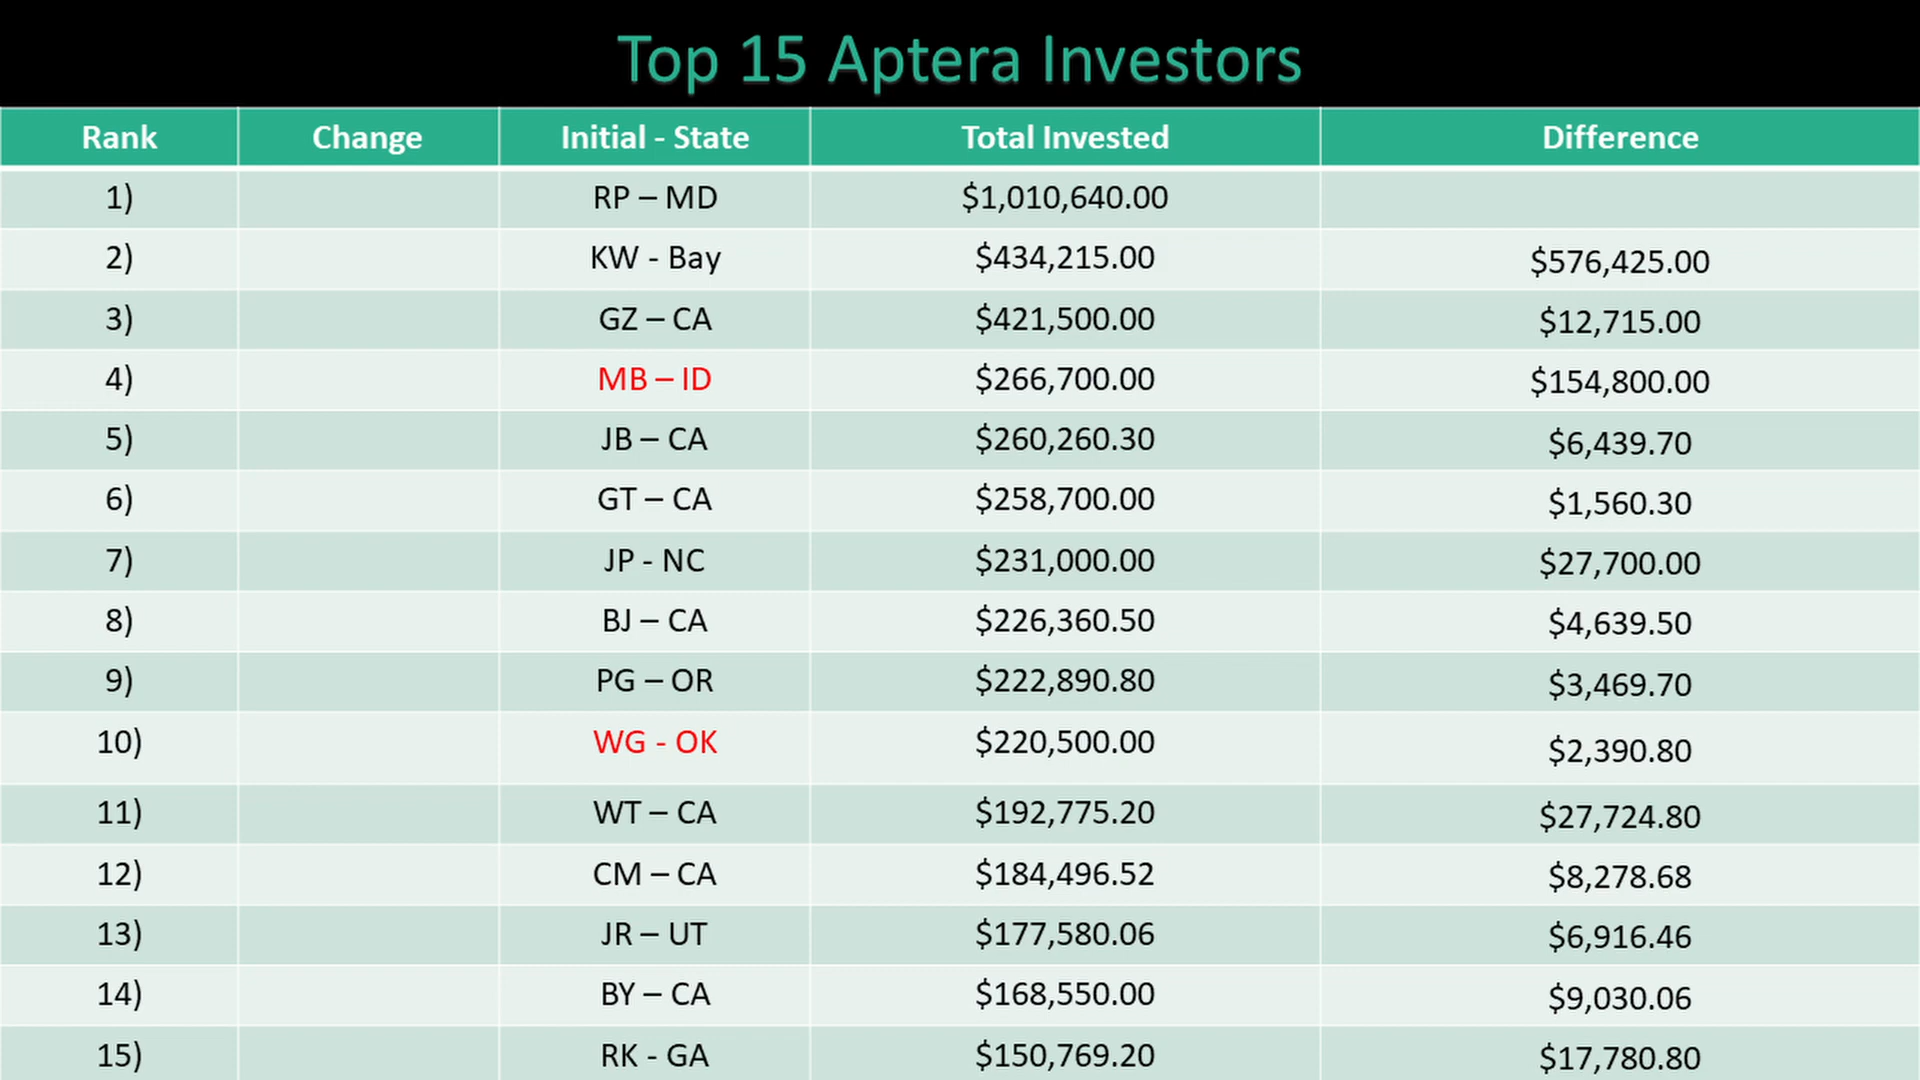 Top 15 Aptera Investors
Rank Change Initial - State Total Invested Difference
1) RP – MD $1,010,640.00
2) KW - Bay $434,215.00 $576,425.00
3) GZ – CA $421,500.00 $12,715.00
4) MB – ID $266,700.00 $154,800.00
5) JB – CA $260,260.30 $6,439.70
6) GT – CA $258,700.00 $1,560.30
7) JP - NC $231,000.00 $27,700.00
8) BJ – CA $226,360.50 $4,639.50
9) PG – OR $222,890.80 $3,469.70
10) WG - OK $220,500.00 $2,390.80
11) WT – CA $192,775.20 $27,724.80
12) CM – CA $184,496.52 $8,278.68
13) JR – UT $177,580.06 $6,916.46
14) BY – CA $168,550.00 $9,030.06
15) RK - GA $150,769.20 $17,780.80